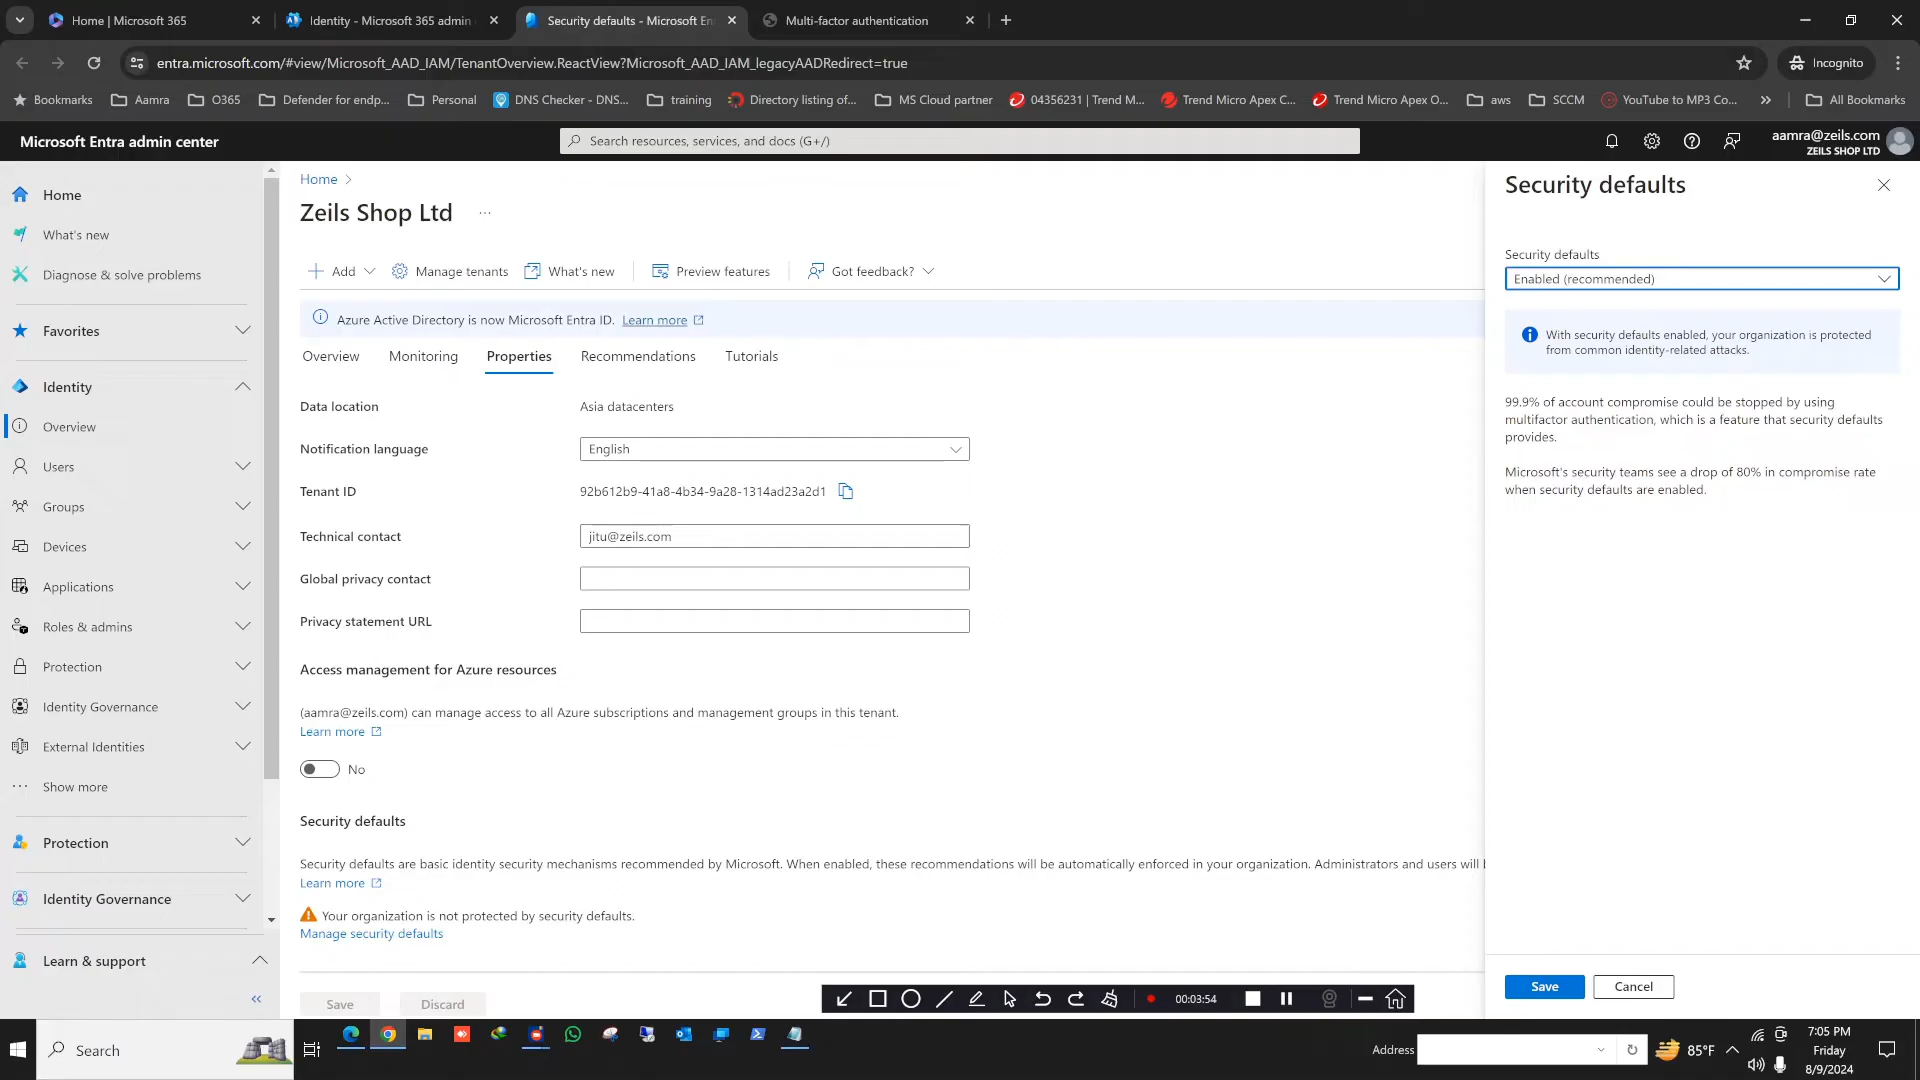 Home | Microsoft 365
Identity - Microsoft 365 admin
Security defaults - Microsoft En
Multi-factor authentication
entra.microsoft.com/#view/Microsoft_AAD_IAM/TenantOverview.ReactView?Microsoft_AAD_IAM_legacyAADRedirect=true
Incognito
Bookmarks
Aamra
O365
Defender for endp...
Personal
DNS Checker - DNS...
training
Directory listing of...
MS Cloud partner
04356231 | Trend M...
Trend Micro Apex C...
Trend Micro Apex O...
aws
SCCM
YouTube to MP3 Co...
All Bookmarks
Microsoft Entra admin center
Search resources, services, and docs (G+/)
aamra@zeils.com
ZEILS SHOP LTD
Home
What's new
Diagnose & solve problems
Favorites
Identity
Overview
Users
Groups
Devices
Applications
Roles & admins
Protection
Identity Governance
External Identities
Show more
Protection
Identity Governance
Learn & support
Home
Zeils Shop Ltd
Add
Manage tenants
What's new
Preview features
Got feedback?
Azure Active Directory is now Microsoft Entra ID. Learn more
Overview
Monitoring
Properties
Recommendations
Tutorials
Data location
Asia datacenters
Notification language
English
Tenant ID
92b612b9-41a8-4b34-9a28-1314ad23a2d1
Technical contact
jitu@zeils.com
Global privacy contact
Privacy statement URL
Access management for Azure resources
(aamra@zeils.com) can manage access to all Azure subscriptions and management groups in this tenant.
Learn more
No
Security defaults
Security defaults are basic identity security mechanisms recommended by Microsoft. When enabled, these recommendations will be automatically enforced in your organization. Administrators and users will b
Learn more
Your organization is not protected by security defaults.
Manage security defaults
Save
Discard
Security defaults
Security defaults
Enabled (recommended)
With security defaults enabled, your organization is protected
from common identity-related attacks.
99.9% of account compromise could be stopped by using
multifactor authentication, which is a feature that security defaults
provides.
Microsoft's security teams see a drop of 80% in compromise rate
when security defaults are enabled.
Save
Cancel
00:03:54
Search
Address
85°F
7:05 PM
Friday
8/9/2024